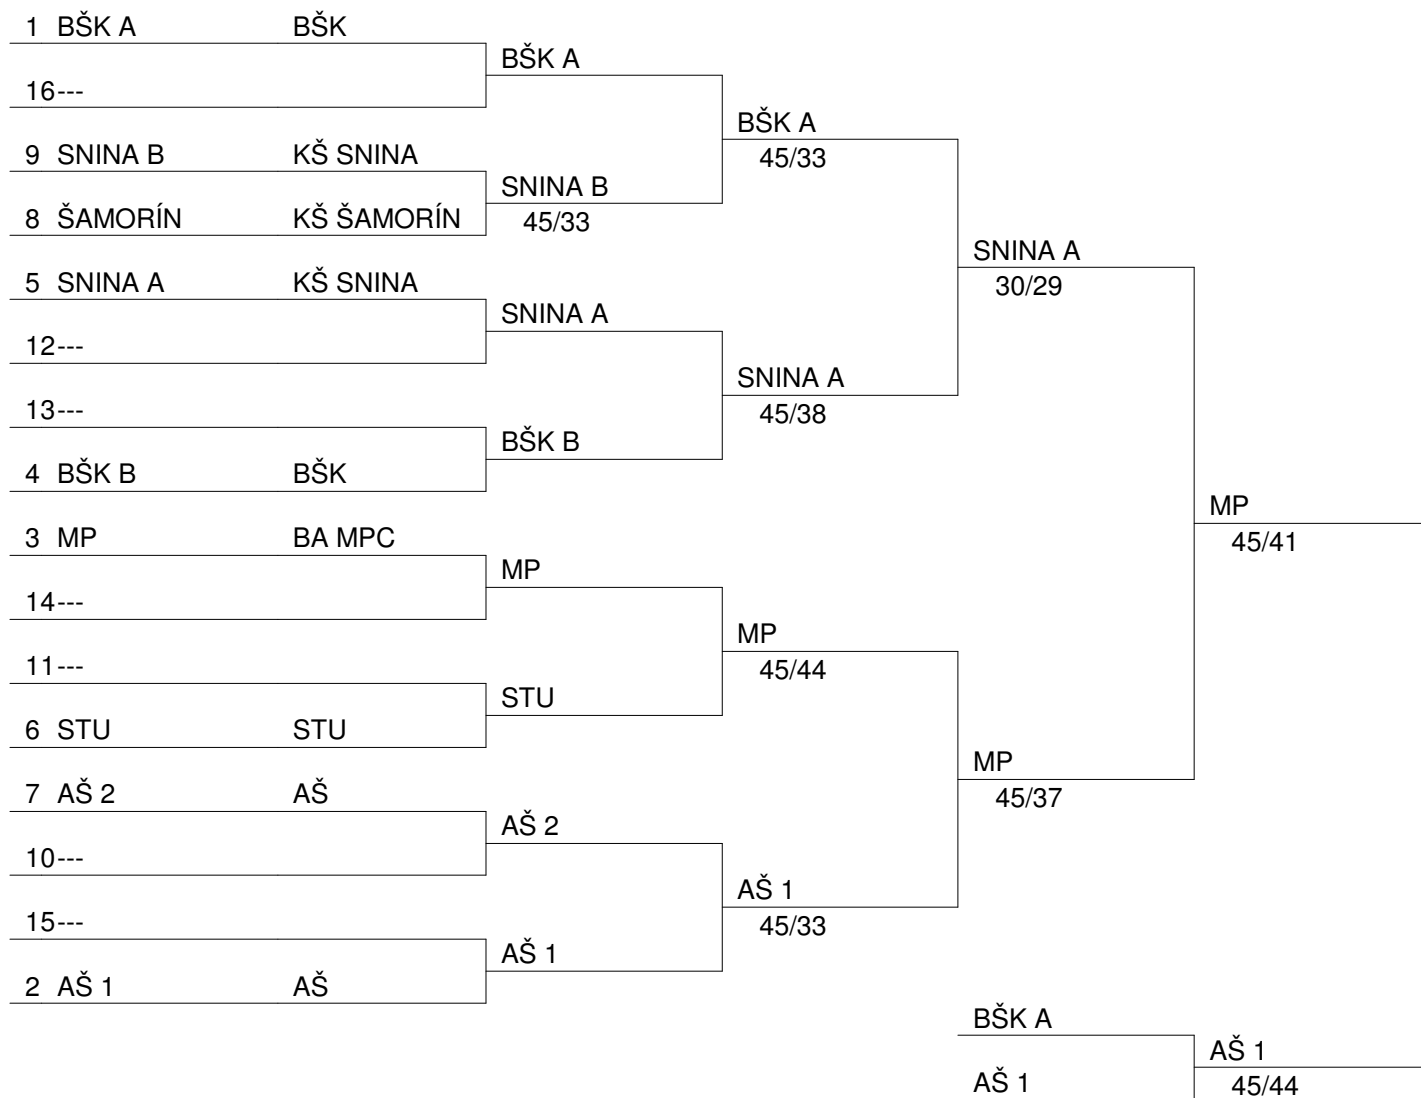 1 BŠK A BŠK
BŠK A
16 ---
BŠK A
45/33
9 SNINA B KŠ SNINA
SNINA B
8 ŠAMORÍN KŠ ŠAMORÍN
45/33
SNINA A
30/29
5 SNINA A KŠ SNINA
SNINA A
12 ---
SNINA A
45/38
13 ---
BŠK B
4 BŠK B BŠK
MP
45/41
3 MP BA MPC
MP
14 ---
MP
45/44
11 ---
STU
6 STU STU
MP
45/37
7 AŠ 2 AŠ
AŠ 2
10 ---
AŠ 1
45/33
15 ---
AŠ 1
2 AŠ 1 AŠ
BŠK A
AŠ 1
AŠ 1
45/44